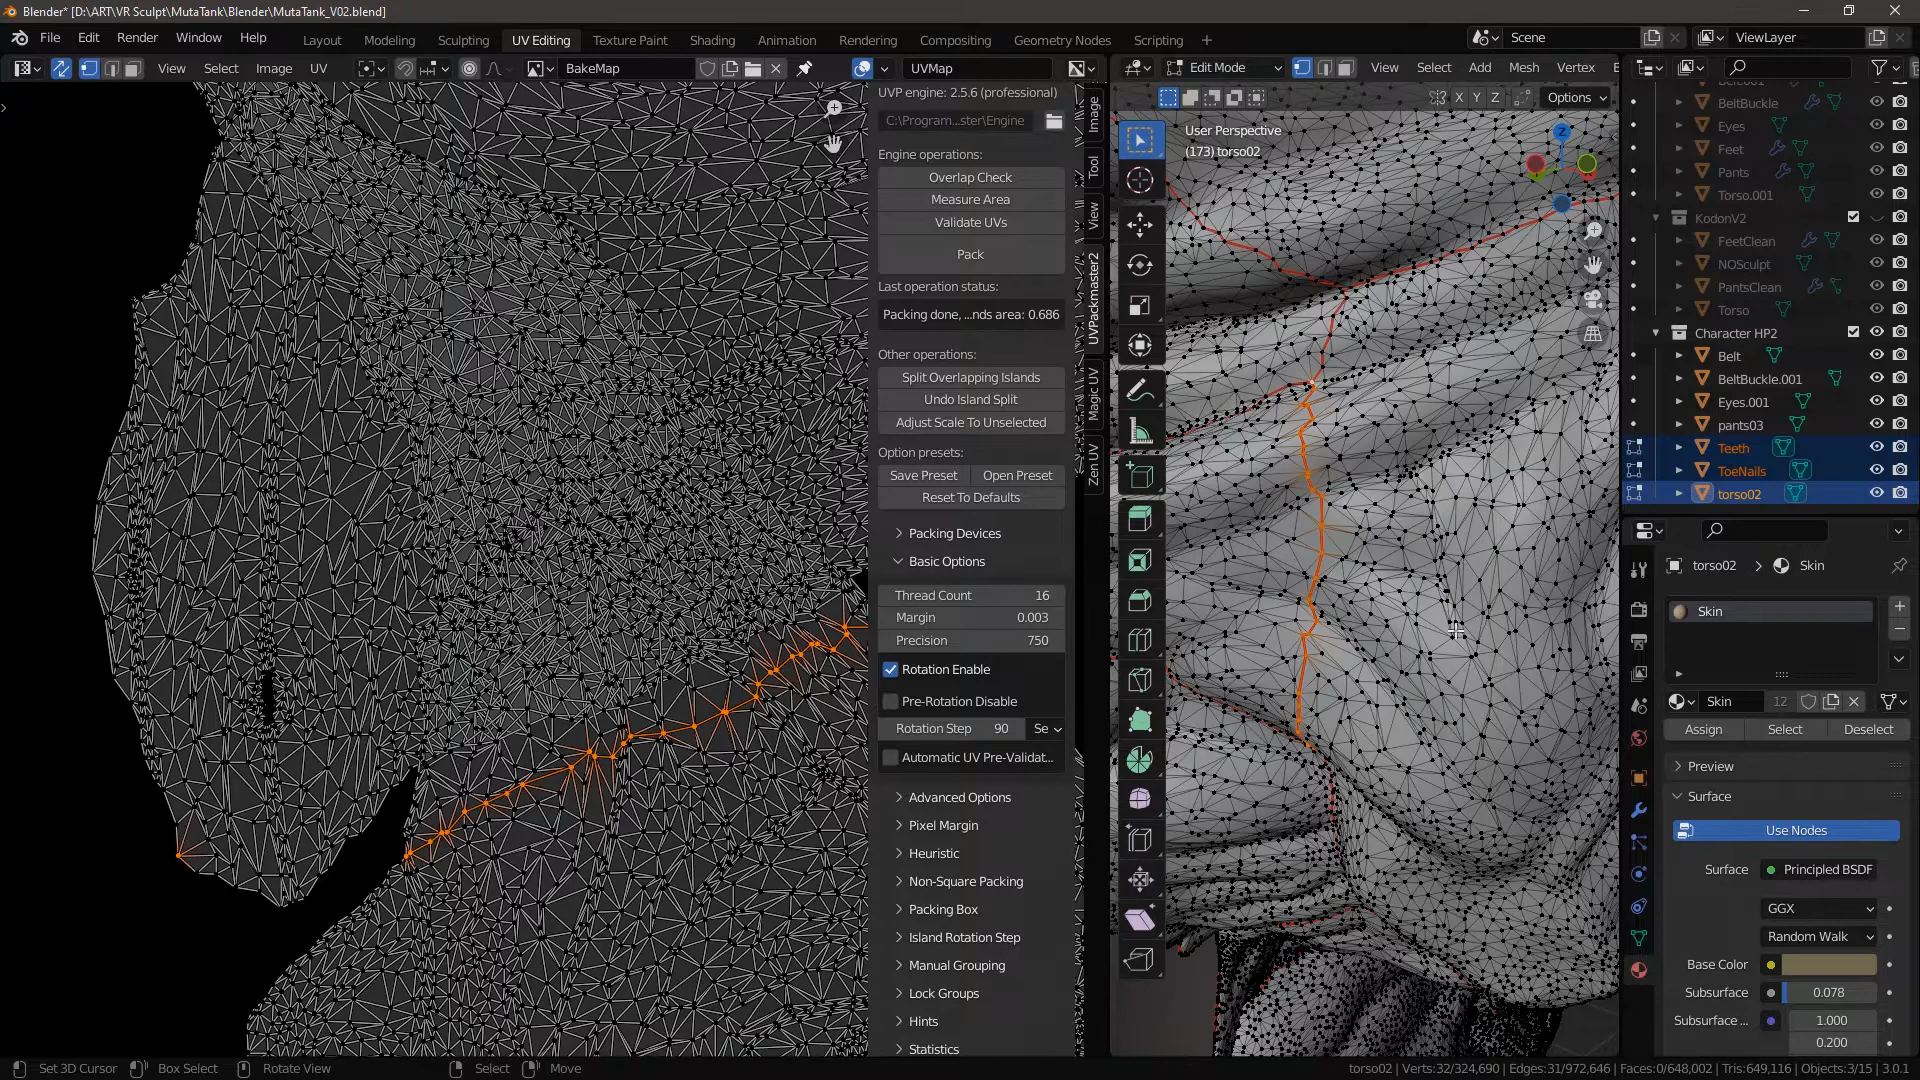 Blender* [D:\ART\VR Sculpt\MutaTank\Blender\MutaTank_V02.blend]
File Edit Render Window Help Layout Modeling Sculpting UV Editing Texture Paint Shading Animation Rendering Compositing Geometry Nodes Scripting + Scene ViewLayer
View Select Image UV BakeMap UVMap Edit Mode View Select Add Mesh Vertex E
X Y Z Options
UVP engine: 2.5.6 (professional)
C:\Program...ster\Engine
Engine operations:
Overlap Check
Measure Area
Validate UVs
Pack
Last operation status:
Packing done, ...nds area: 0.686
Other operations:
Split Overlapping Islands
Undo Island Split
Adjust Scale To Unselected
Option presets:
Save Preset Open Preset
Reset To Defaults
Packing Devices
Basic Options
Thread Count 16
Margin 0.003
Precision 750
Rotation Enable
Pre-Rotation Disable
Rotation Step 90 Se
Automatic UV Pre-Validat...
Advanced Options
Pixel Margin
Heuristic
Non-Square Packing
Packing Box
Island Rotation Step
Manual Grouping
Lock Groups
Hints
Statistics
Image
Tool
View
UVPackmaster2
Magic UV
Zen UV
User Perspective
(173) torso02
Z
BeltBuckle
Eyes
Feet
Pants
Torso.001
KodonV2
FeetClean
NOSculpt
PantsClean
Torso
Character HP2
Belt
BeltBuckle.001
Eyes.001
pants03
Teeth
ToeNails
torso02
torso02 > Skin
Skin
Skin 12
Assign Select Deselect
Preview
Surface
Use Nodes
Surface Principled BSDF
GGX
Random Walk
Base Color
Subsurface 0.078
Subsurface ... 1.000
0.200
Set 3D Cursor Box Select Rotate View Select Move torso02 | Verts:32/324,690 | Edges:31/972,646 | Faces:0/648,002 | Tris:649,116 | Objects:3/15 | 3.0.1